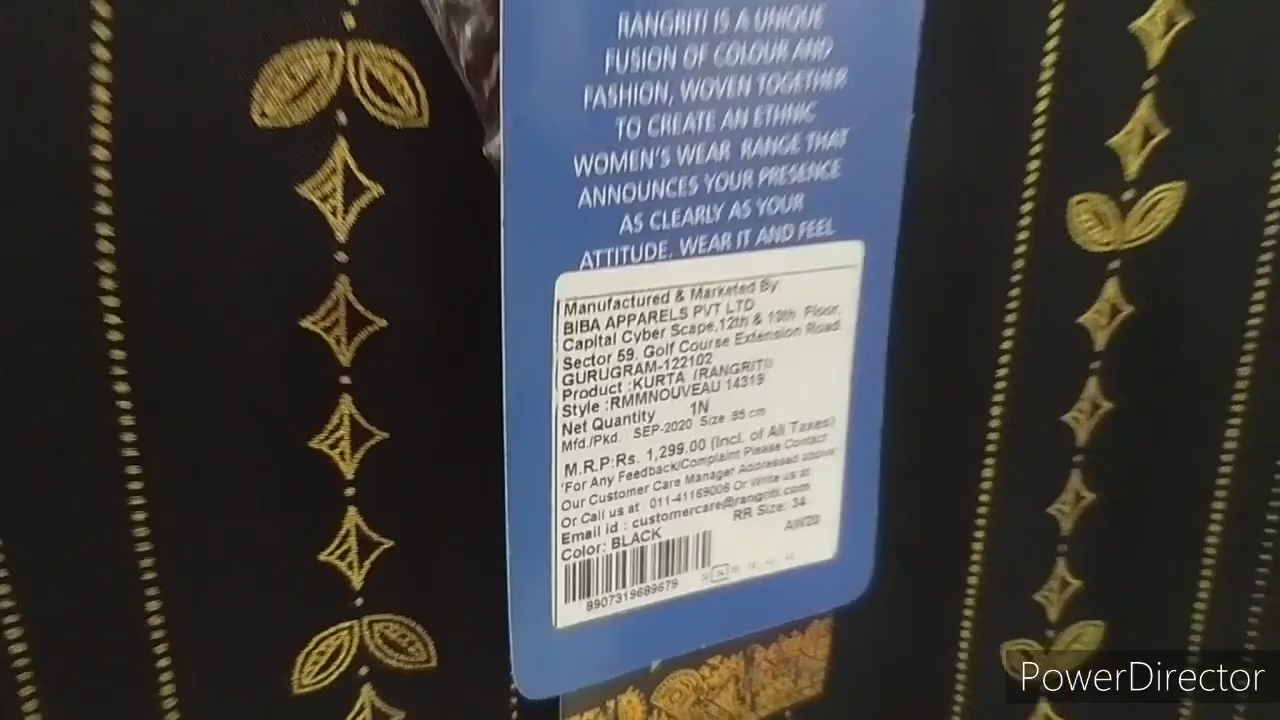 RANGRITI IS A UNIQUE
FUSION OF COLOUR AND
FASHION, WOVEN TOGETHER
TO CREATE AN ETHNIC
WOMEN'S WEAR RANGE THAT
ANNOUNCES YOUR PRESENCE
AS CLEARLY AS YOUR
ATTITUDE. WEAR IT AND FEEL
Manufactured & Marketed By:
BIBA APPARELS PVT LTD
Capital Cyber Scape,12th & 13th Floor,
Sector 59, Golf Course Extension Road,
GURUGRAM-122102
Product :KURTA (RANGRITI)
Style :RMMNOUVEAU 14319
Net Quantity 1N
Mfd./Pkd. SEP-2020 Size 85 cm
M.R.P:Rs. 1,299.00 (Incl. of All Taxes)
'For Any Feedback/Complaint Please Contact
Our Customer Care Manager Addressed above
Or Call us at 011-41169006 Or Write us at
Email id : customercare@rangriti.com
RR Size: 34
Color: BLACK
AW20
8907319689679
PowerDirector